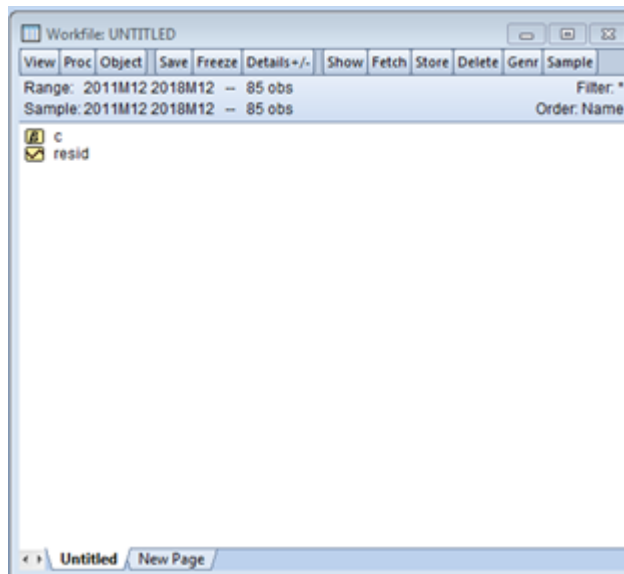 Workfile: UNTITLED
View Proc Object Save Freeze Details+/- Show Fetch Store Delete Genr Sample
Range: 2011M12 2018M12 -- 85 obs Filter: *
Sample: 2011M12 2018M12 -- 85 obs Order: Name
β c
resid
Untitled New Page